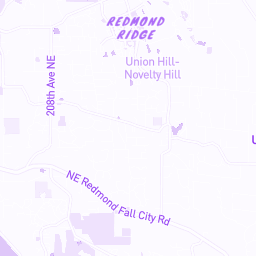 REDMOND
RIDGE
Union Hill-
Novelty Hill
208th Ave NE
U
NE Redmond Fall City Rd